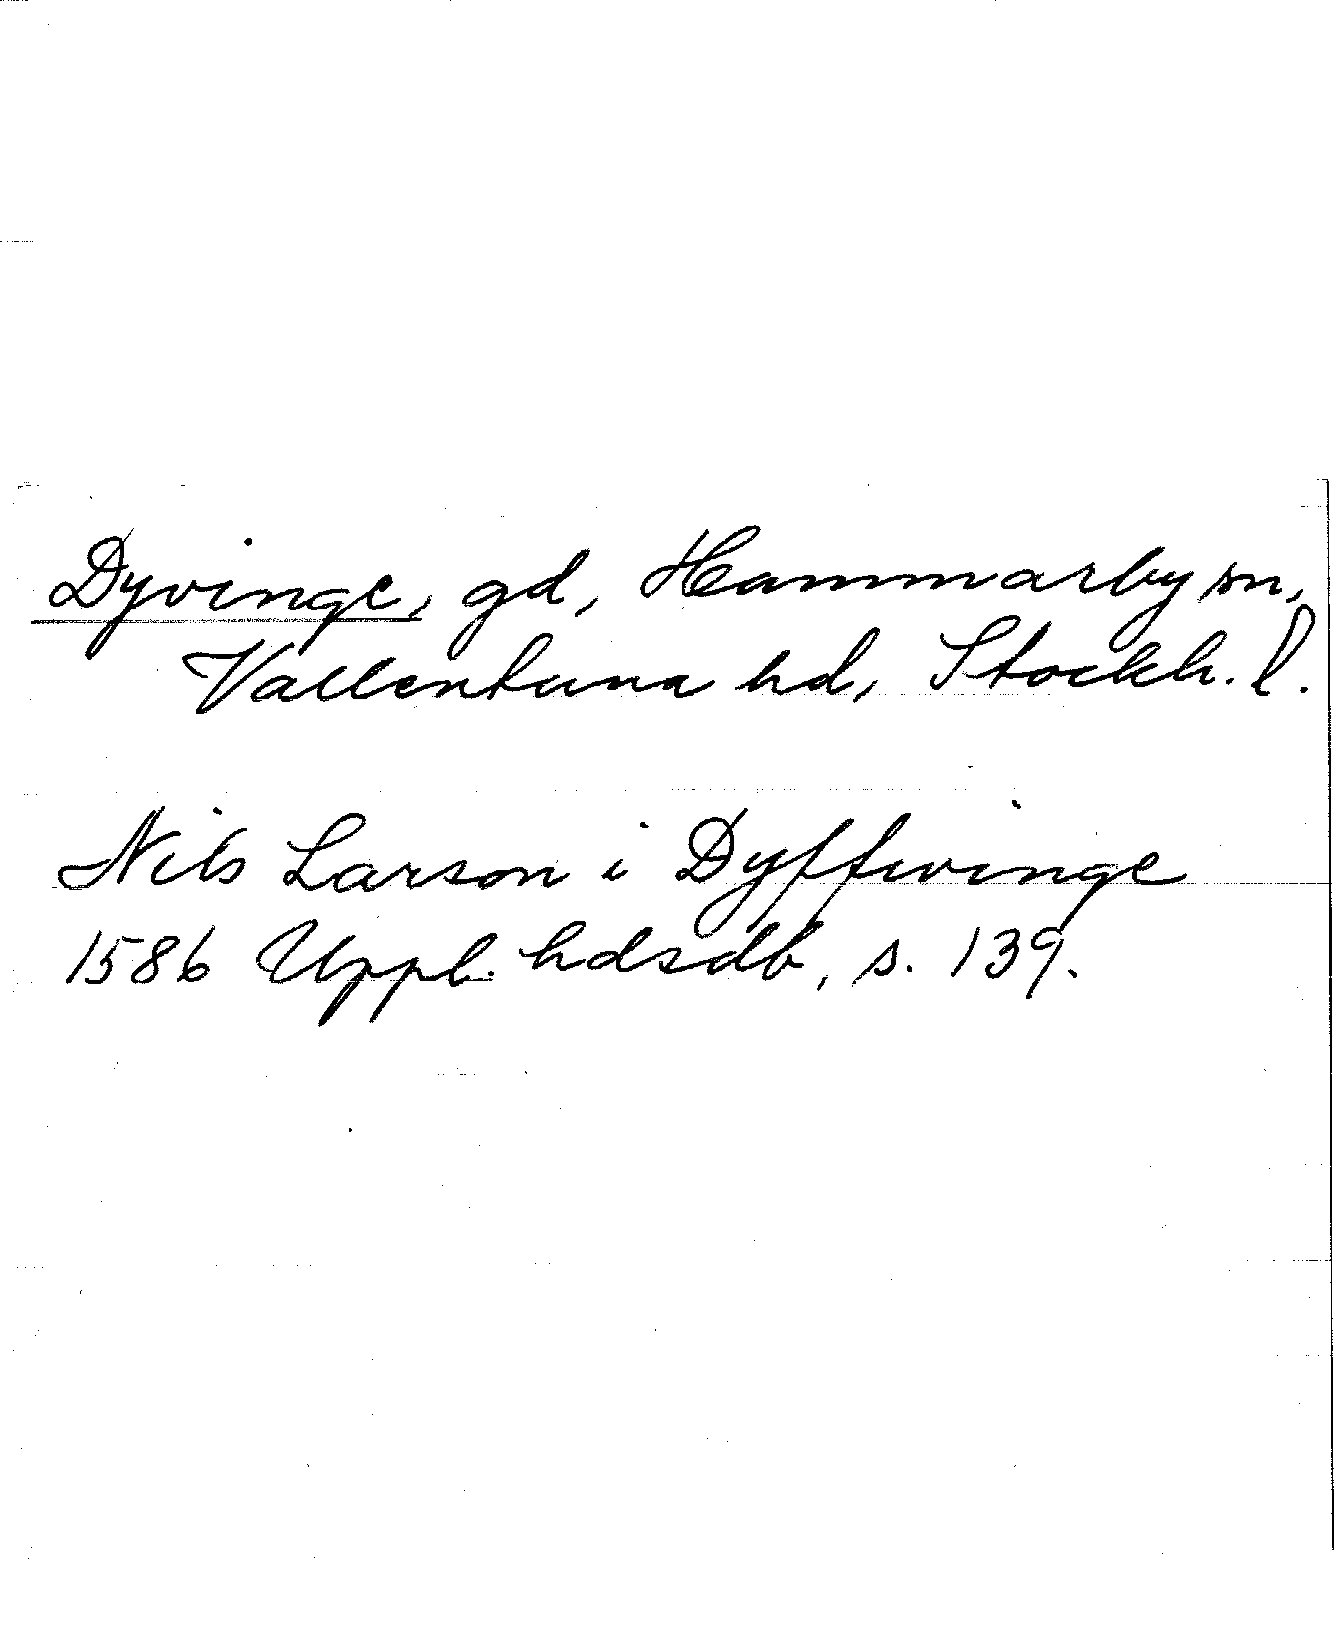 Dyvinge, gd, Hammarby sn,
Vallentuna hd, Stockh. l.
Nils Larson i Dyffwinge
1586 Uppl. hdsdb, s. 139.